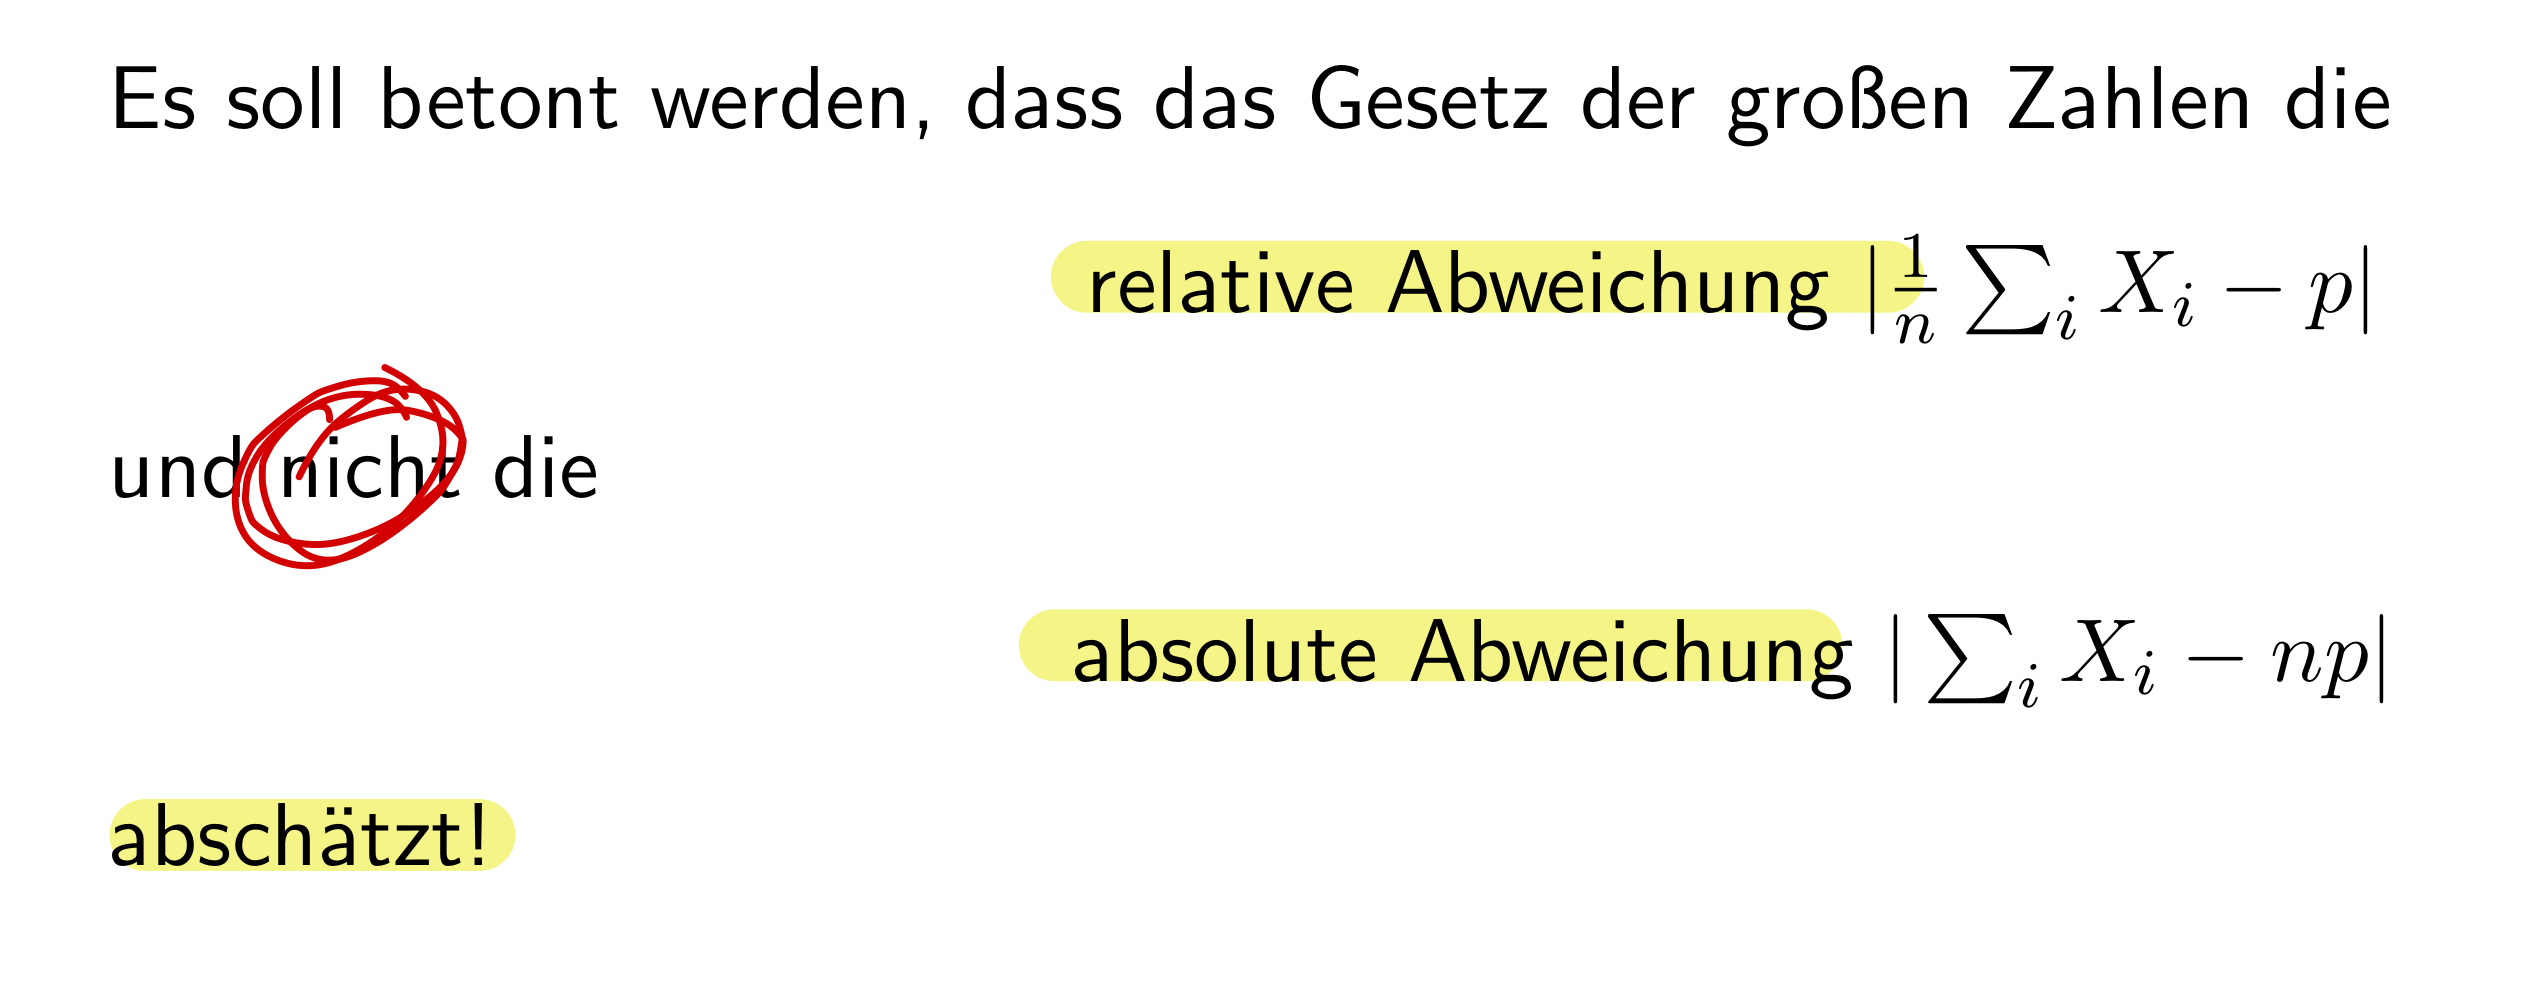 Es soll betont werden, dass das Gesetz der großen Zahlen die
relative Abweichung |\frac{1}{n} \sum_i X_i − p|
und nicht die
absolute Abweichung |\sum_i X_i − np|
abschätzt!